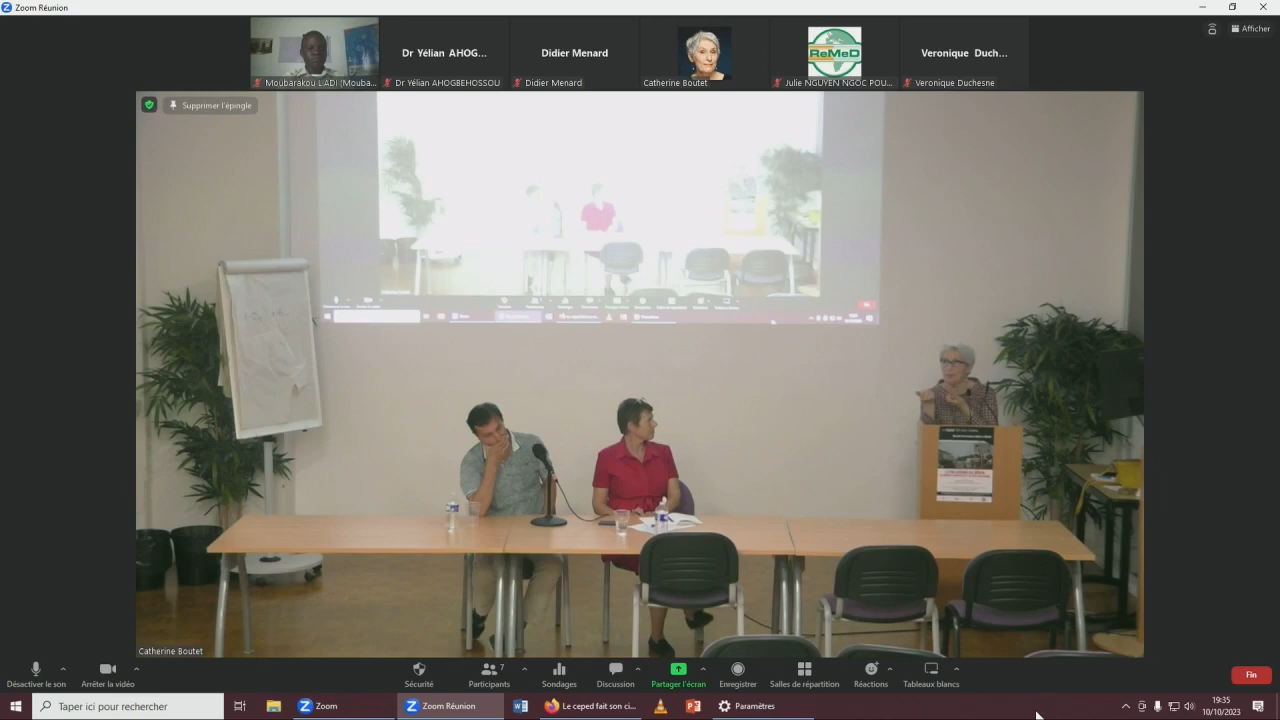 Zoom Réunion
Afficher
Dr Yélian AHOG...
Didier Menard
ReMeD
Veronique Duch...
Moubarakou LADI (Mouba...
Dr Yélian AHOGBEHOSSOU
Didier Menard
Catherine Boutet
Julie NGUYEN NGOC POU...
Veronique Duchesne
Supprimer l'épingle
Catherine Boutet
7
Désactiver le son
Arrêter la vidéo
Sécurité
Participants
Sondages
Discussion
Partager l'écran
Enregistrer
Salles de répartition
Réactions
Tableaux blancs
Fin
Taper ici pour rechercher
Zoom
Zoom Réunion
Le ceped fait son ci...
Paramètres
19:35
10/10/2023